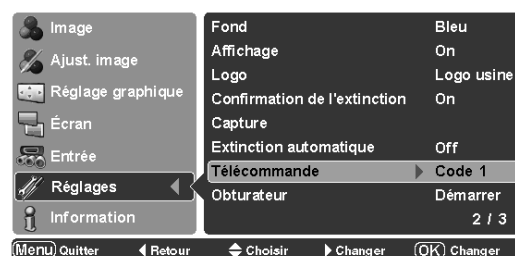 Image
Ajust. image
Réglage graphique
Écran
Entrée
Réglages
Information
Fond Bleu
Affichage On
Logo Logo usine
Confirmation de l'extinction On
Capture
Extinction automatique Off
Télécommande Code 1
Obturateur Démarrer
2 / 3
Menu Quitter Retour Choisir Changer OK Changer